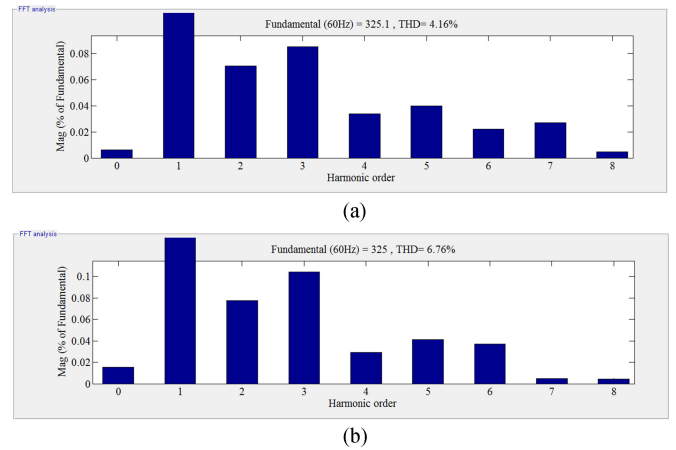 FFT analysis
Fundamental (60Hz) = 325.1 , THD= 4.16%
Mag (% of Fundamental)
0.08
0.06
0.04
0.02
0
0 1 2 3 4 5 6 7 8
Harmonic order
(a)
FFT analysis
Fundamental (60Hz) = 325 , THD= 6.76%
Mag (% of Fundamental)
0.1
0.08
0.06
0.04
0.02
0
0 1 2 3 4 5 6 7 8
Harmonic order
(b)